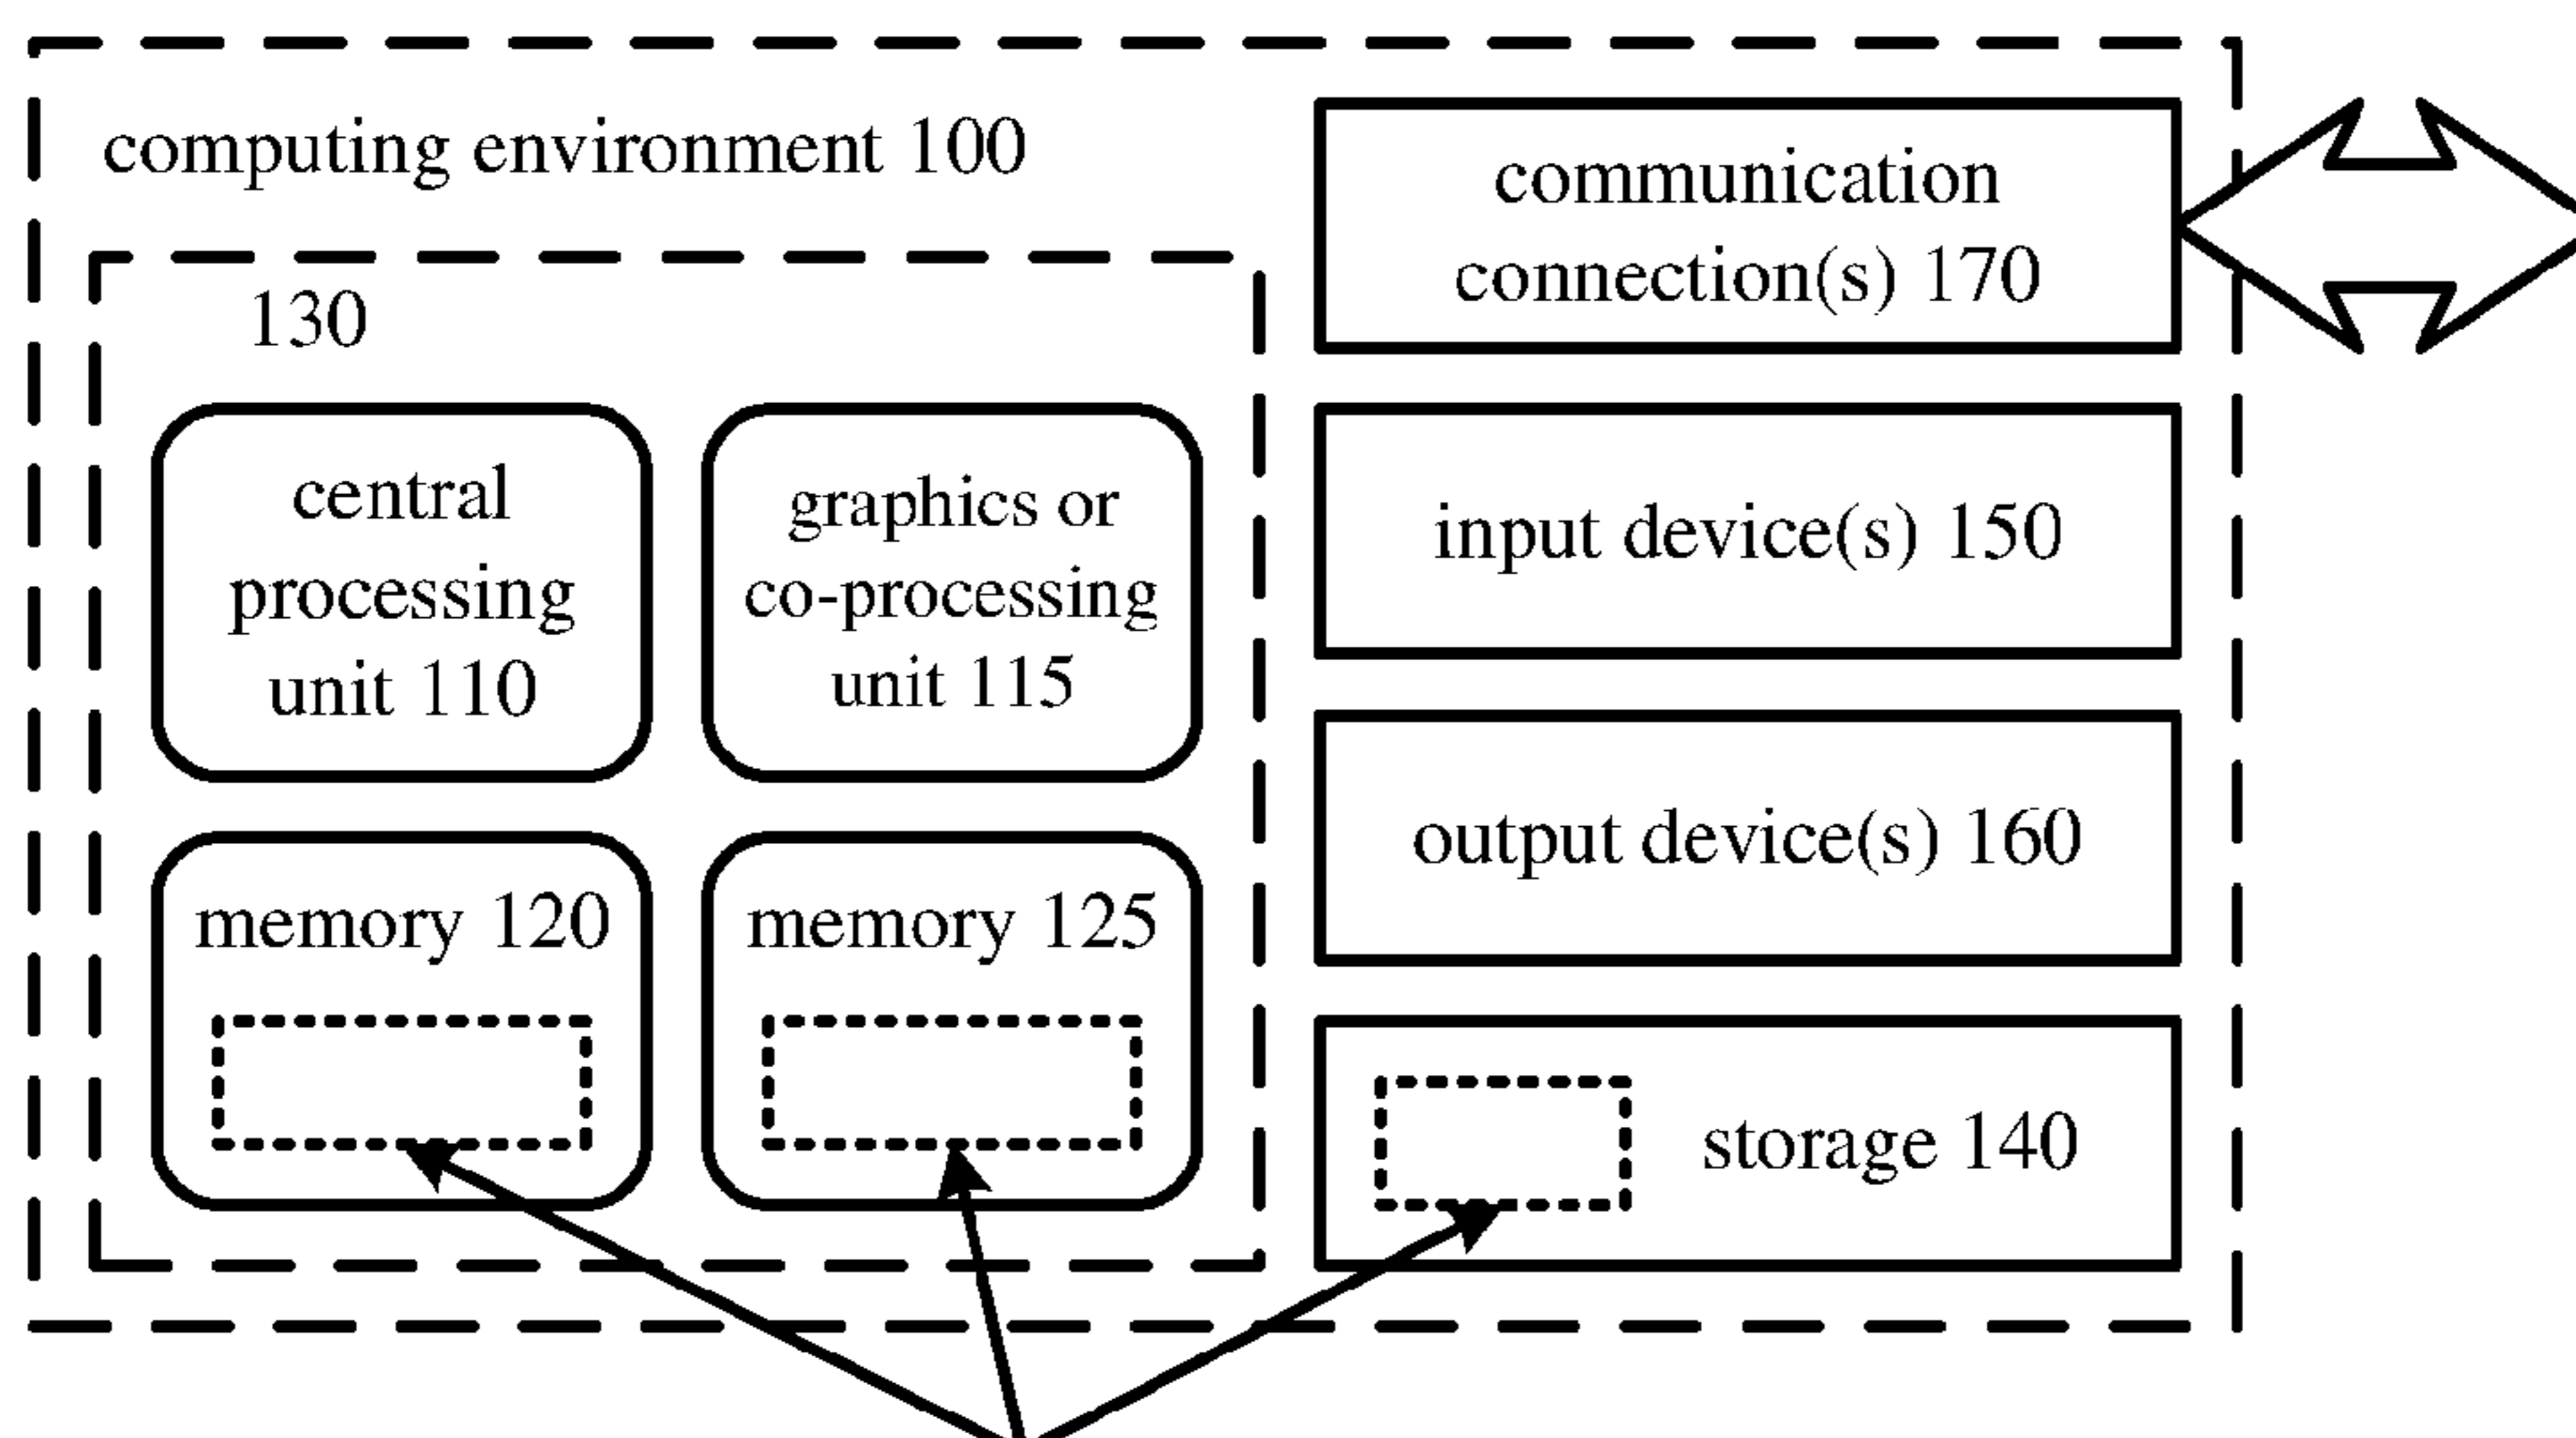 computing environment 100
130
central
processing
unit 110
graphics or
co-processing
unit 115
memory 120
memory 125
communication
connection(s) 170
input device(s) 150
output device(s) 160
storage 140